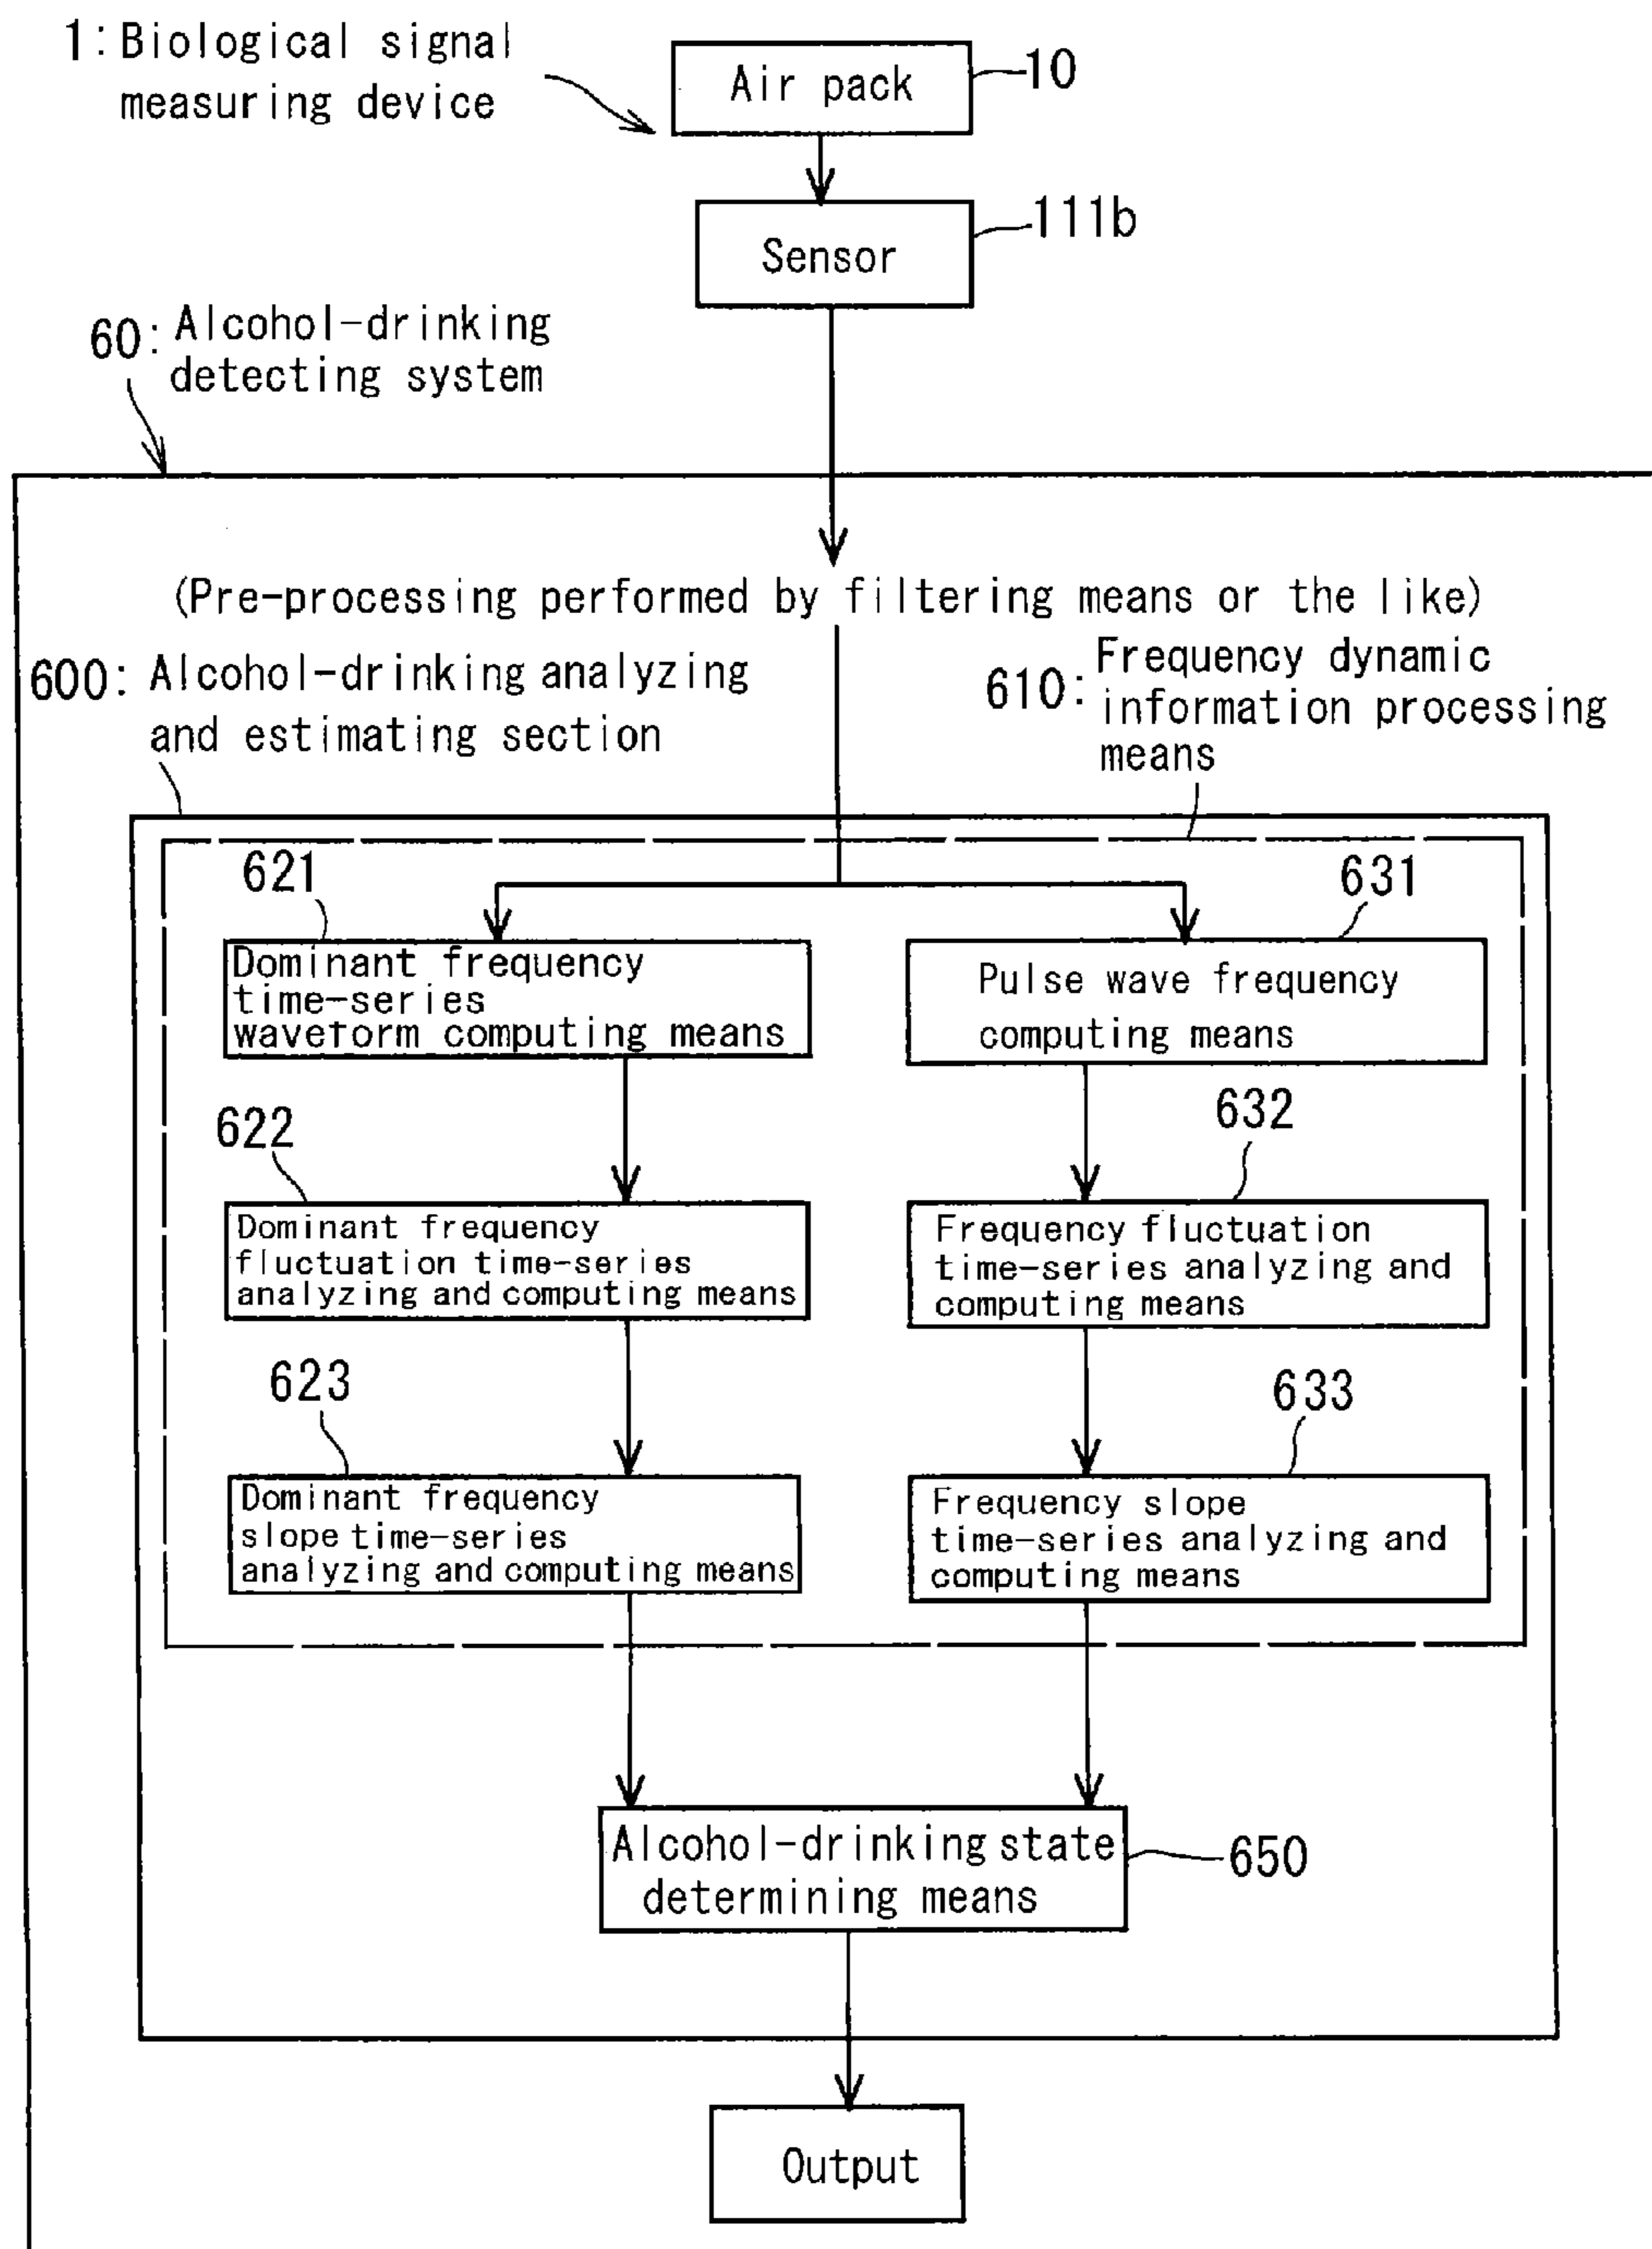 1:Biological signal
measuring device
Air pack
10
Sensor
111b
60:Alcohol-drinking
detecting system
(Pre-processing performed by filtering means or the like)
600:Alcohol-drinking analyzing
and estimating section
610:Frequency dynamic
information processing
means
621
631
Dominant frequency
time-series
waveform computing means
Pulse wave frequency
computing means
622
632
Dominant frequency
fluctuation time-series
analyzing and computing means
Frequency fluctuation
time-series analyzing and
computing means
623
633
Dominant frequency
slope time-series
analyzing and computing means
Frequency slope
time-series analyzing and
computing means
Alcohol-drinking state
determining means
650
Output